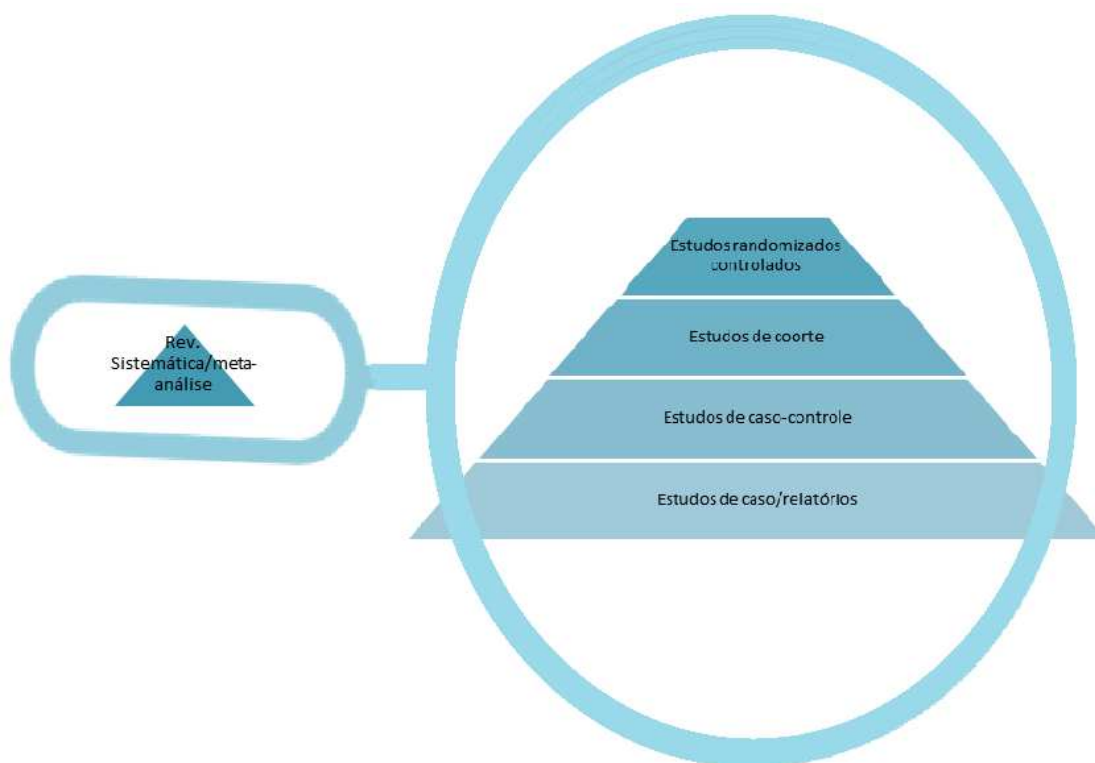 Rev.
Sistemática/meta-
análise
Estudos randomizados
controlados
Estudos de coorte
Estudos de caso-controle
Estudos de caso/relatórios